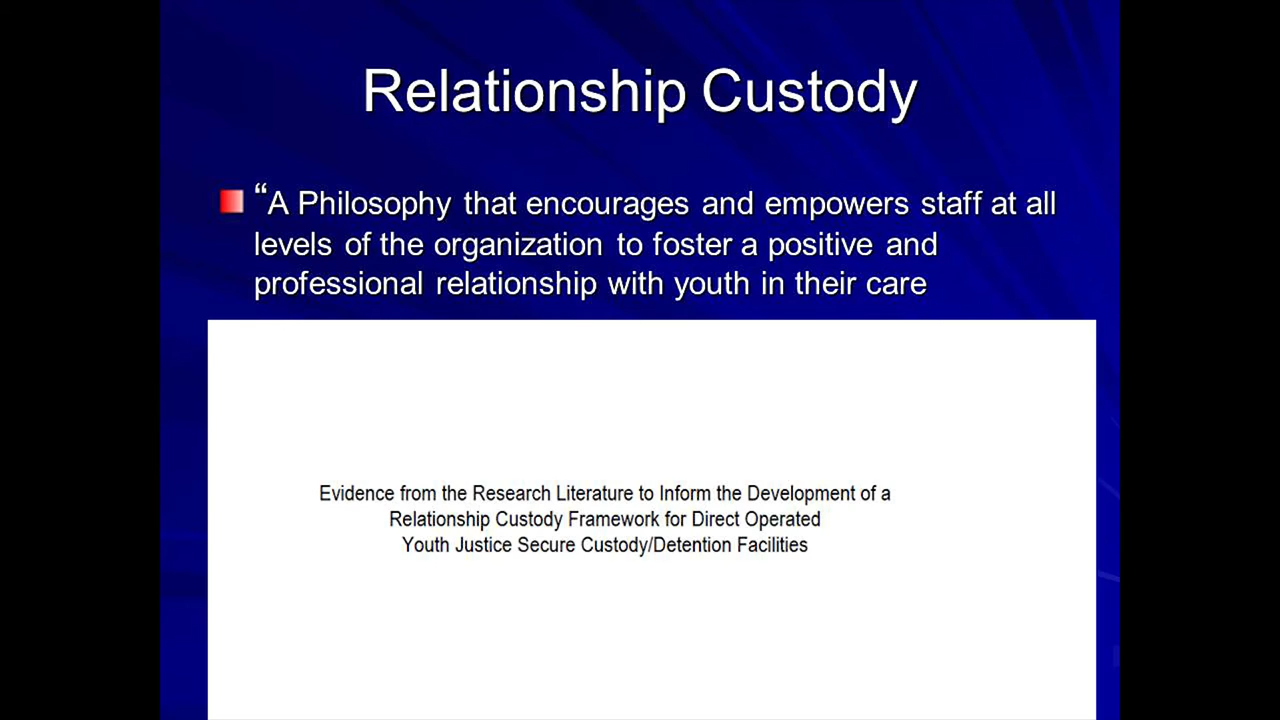 Relationship Custody
“A Philosophy that encourages and empowers staff at all
levels of the organization to foster a positive and
professional relationship with youth in their care
Evidence from the Research Literature to Inform the Development of a
Relationship Custody Framework for Direct Operated
Youth Justice Secure Custody/Detention Facilities